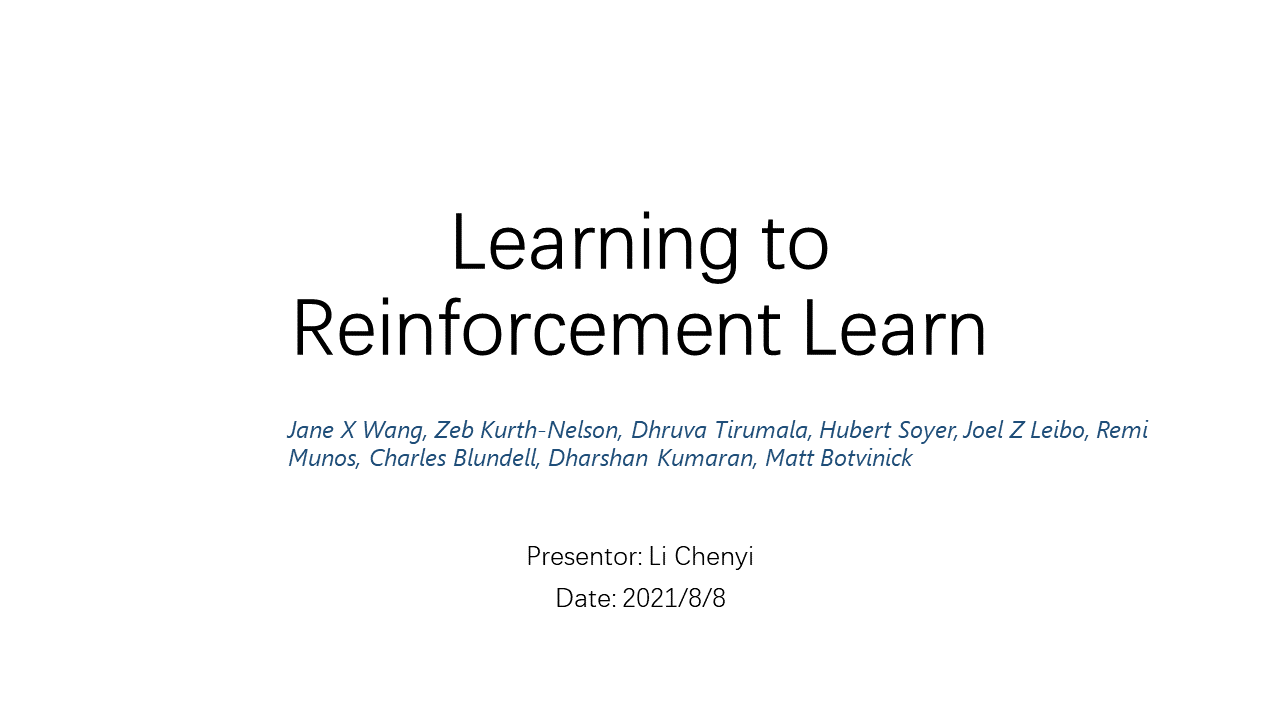 Learning to
Reinforcement Learn
Jane X Wang, Zeb Kurth-Nelson, Dhruva Tirumala, Hubert Soyer, Joel Z Leibo, Remi
Munos, Charles Blundell, Dharshan Kumaran, Matt Botvinick
Presentor: Li Chenyi
Date: 2021/8/8